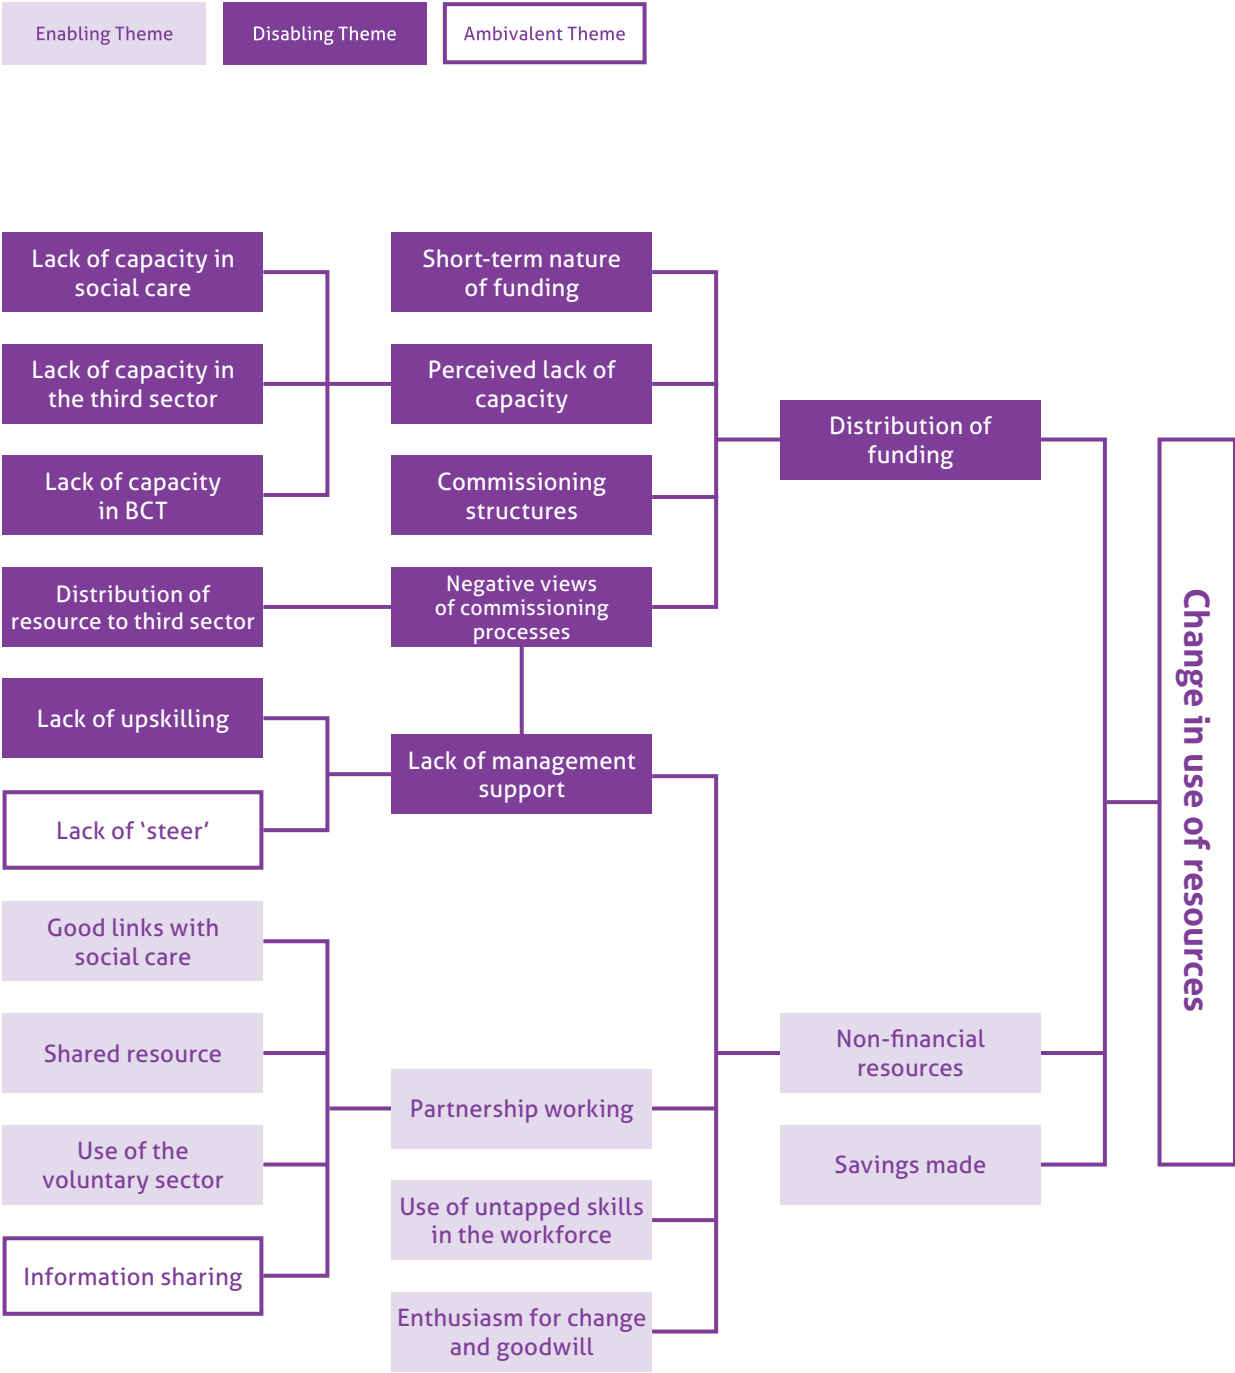 Enabling Theme
Disabling Theme
Ambivalent Theme
Lack of capacity in
social care
Short-term nature
of funding
Lack of capacity in
the third sector
Perceived lack of
capacity
Distribution of
funding
Lack of capacity
in BCT
Commissioning
structures
Distribution of
resource to third sector
Negative views
of commissioning
processes
Change in use of resources
Lack of upskilling
Lack of management
support
Lack of ‘steer’
Good links with
social care
Shared resource
Non-financial
resources
Partnership working
Use of the
voluntary sector
Savings made
Use of untapped skills
in the workforce
Information sharing
Enthusiasm for change
and goodwill